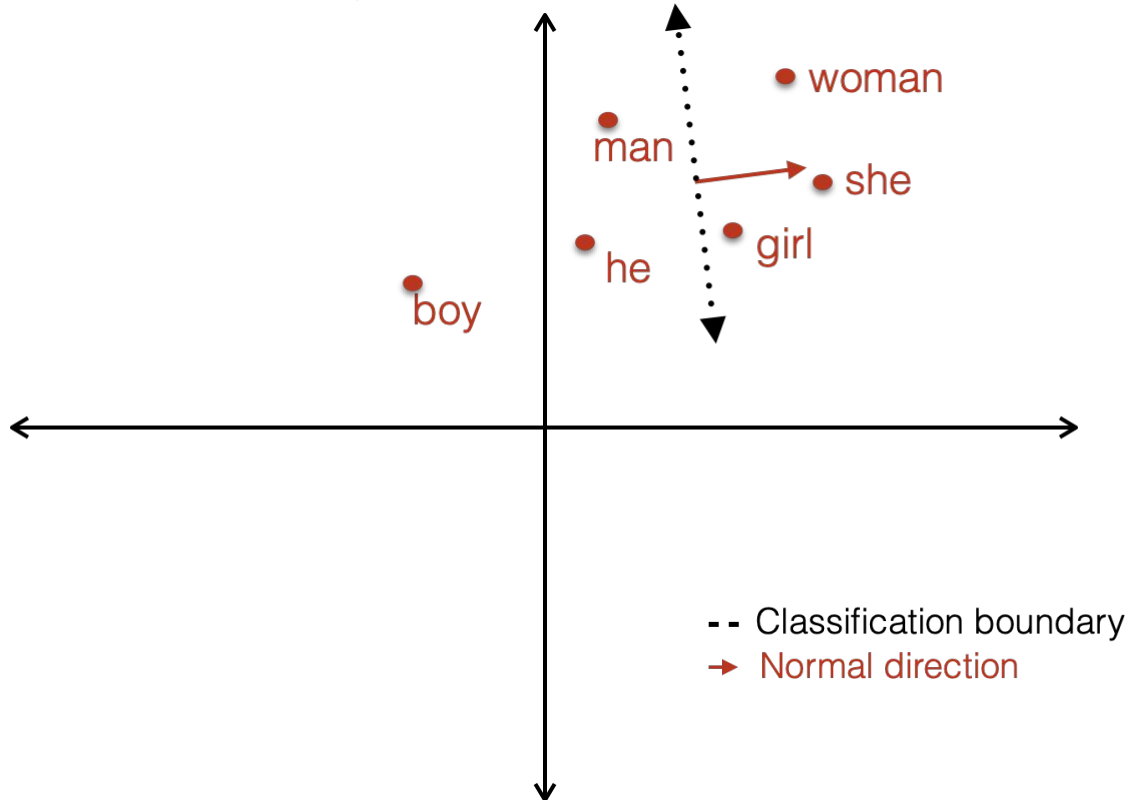 woman
man
she
girl
he
boy
Classification boundary
Normal direction